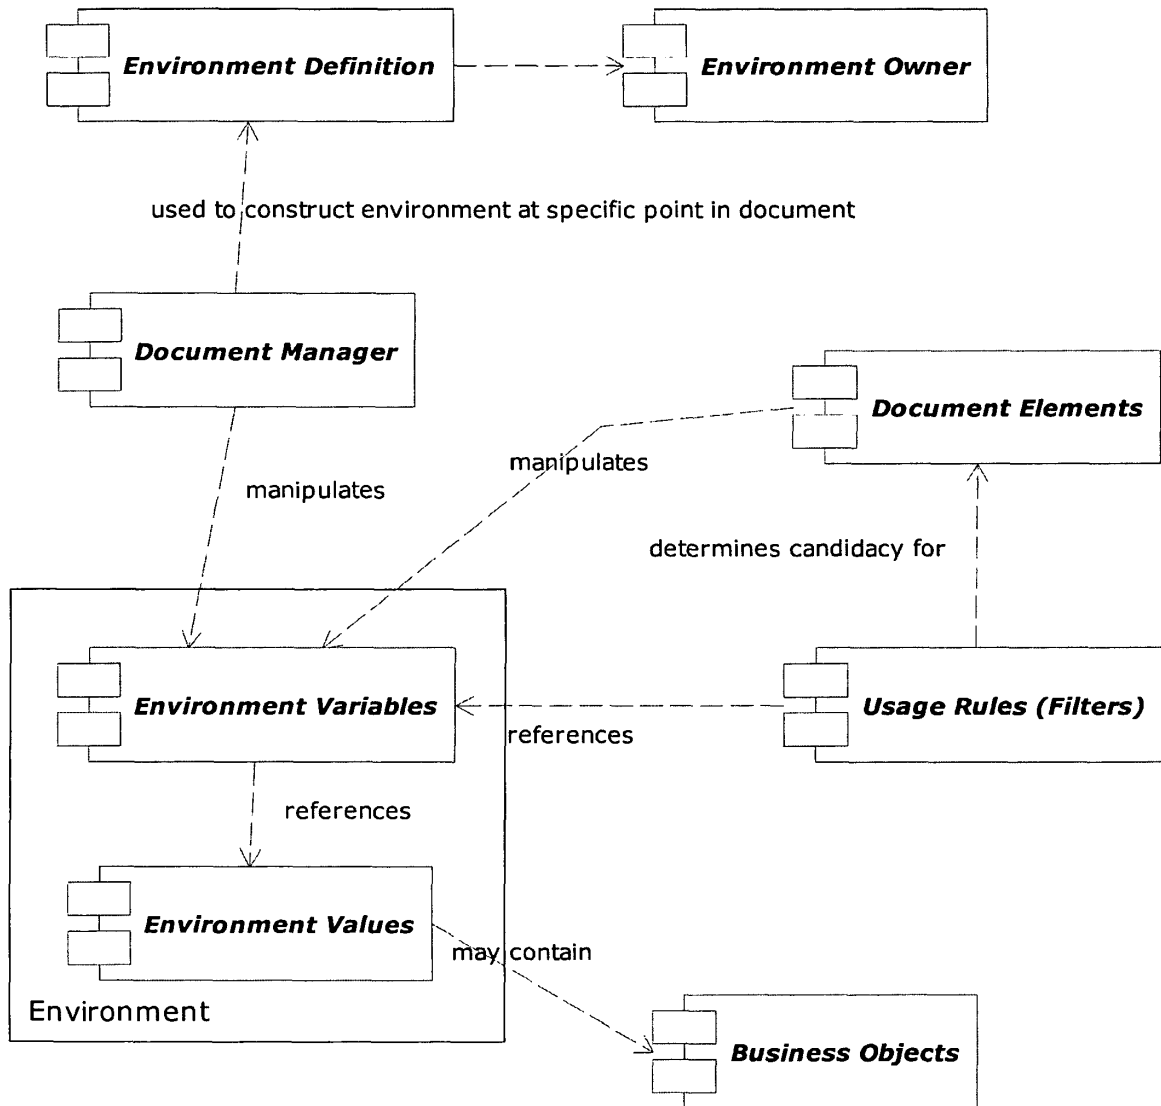 Environment Definition
Environment Owner
used to construct environment at specific point in document
Document Manager
Document Elements
manipulates
manipulates
determines candidacy for
Environment Variables
Usage Rules (Filters)
references
references
Environment Values
may contain
Environment
Business Objects